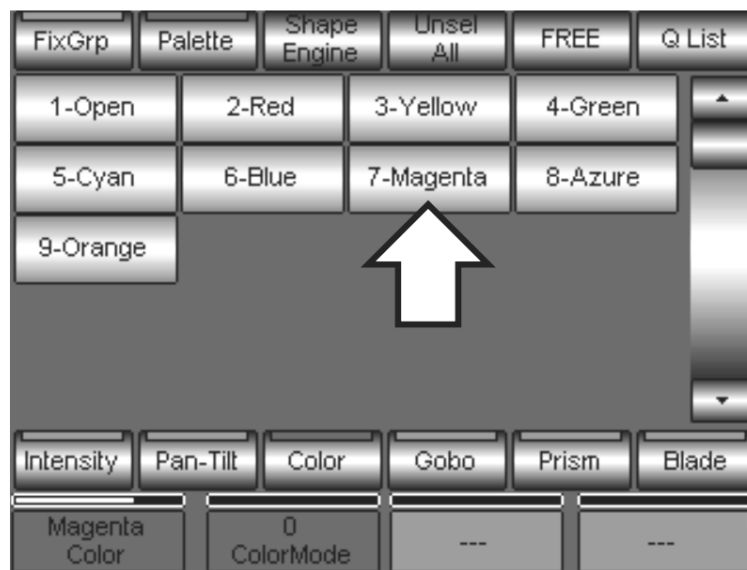 FixGrp Palette Shape Engine Unsel All FREE Q List
1-Open 2-Red 3-Yellow 4-Green
5-Cyan 6-Blue 7-Magenta 8-Azure
9-Orange
Intensity Pan-Tilt Color Gobo Prism Blade
Magenta Color 0 ColorMode --- ---